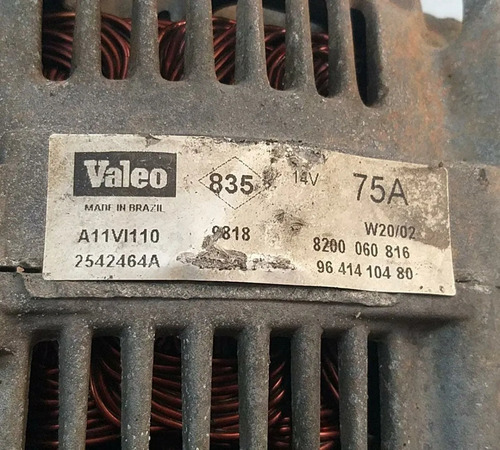 Valeo 835 14V 75A
MADE IN BRAZIL
W20/02
A11VI110 9818 8200 060 816
2542464A 96 414 104 80